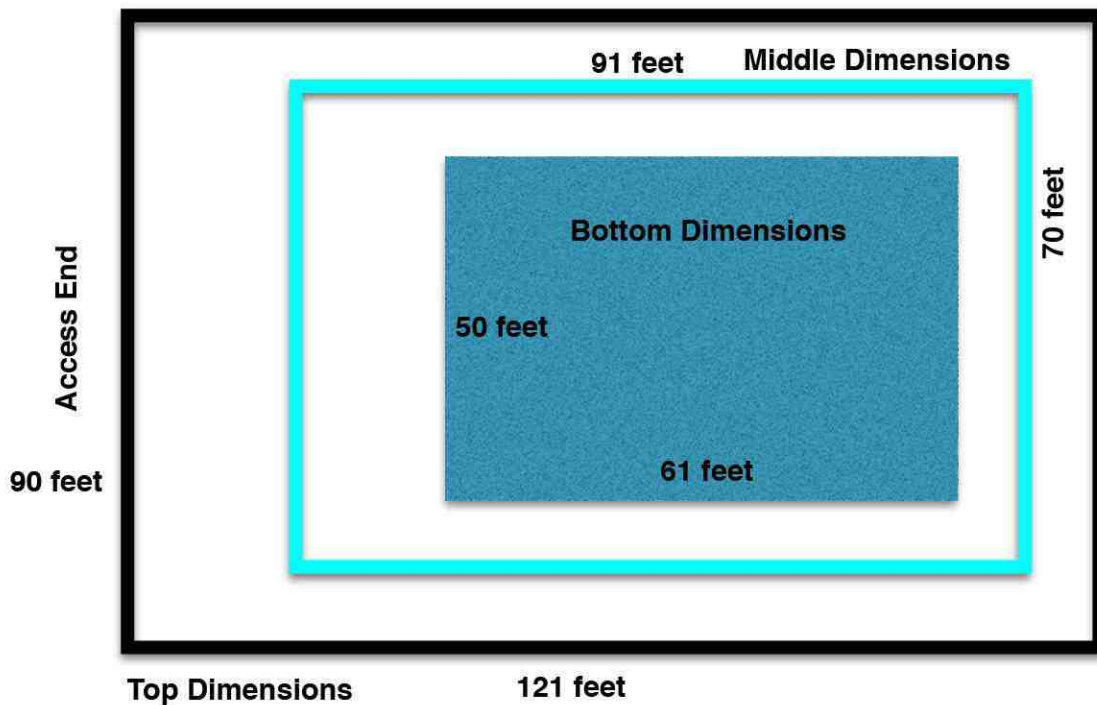 91 feet
Middle Dimensions
70 feet
Bottom Dimensions
Access End
50 feet
61 feet
90 feet
Top Dimensions
121 feet